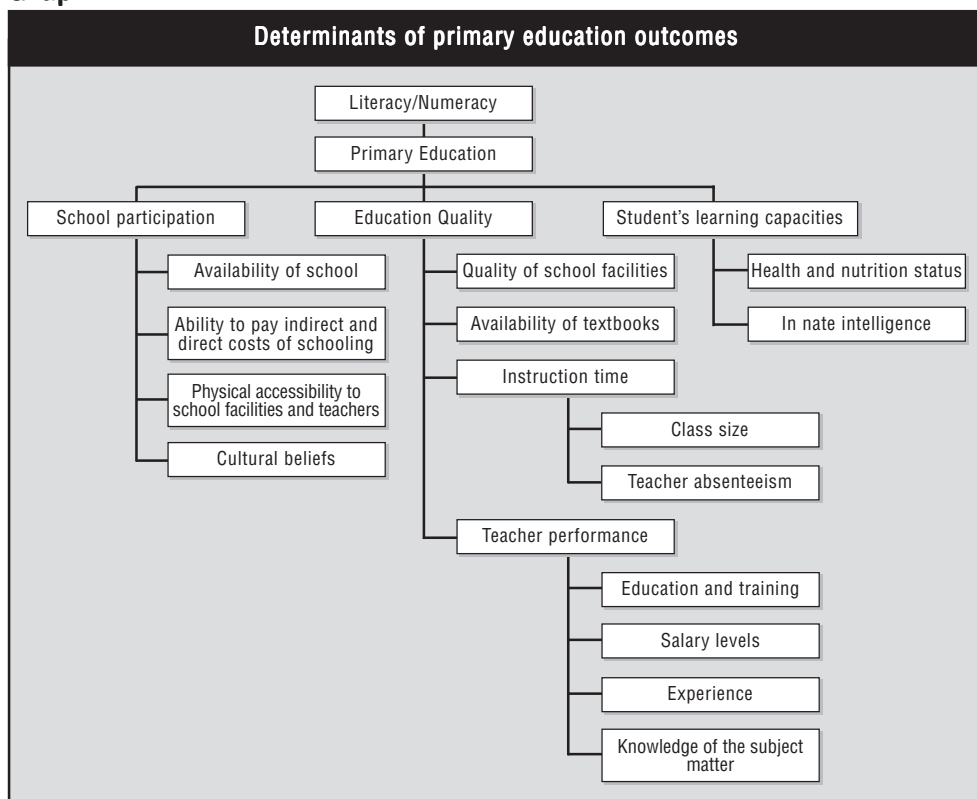 Determinants of primary education outcomes
Literacy/Numeracy
Primary Education
School participation
Education Quality
Student's learning capacities
Availability of school
Ability to pay indirect and
direct costs of schooling
Physical accessibility to
school facilities and teachers
Cultural beliefs
Quality of school facilities
Availability of textbooks
Instruction time
Class size
Teacher absenteeism
Teacher performance
Education and training
Salary levels
Experience
Knowledge of the subject
matter
Health and nutrition status
In nate intelligence